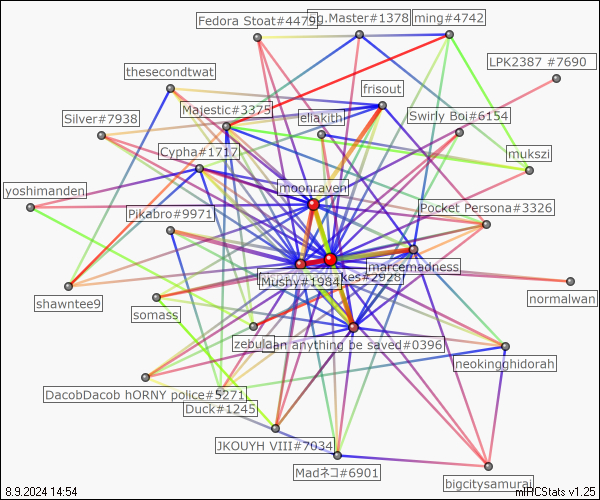 Fedora Stoat#4479
g.Master#1378
ming#4742
LPK2387 #7690
thesecondtwat
frisout
Silver#7938
Majestic#3375
eliakith
Swirly Boi#6154
Cypha#1717
mukszi
yoshimanden
moonraven
Pikabro#9971
Pocket Persona#3326
marcemadness
Mushy#1984
kes#2928
shawntee9
normalwan
somass
zebula
an anything be saved#0396
neokingghidorah
DacobDacob hORNY police#5271
Duck#1245
JKOUYH VIII#7034
Madネコ#6901
bigcitysamurai
8.9.2024 14:54
mIRCStats v1.25